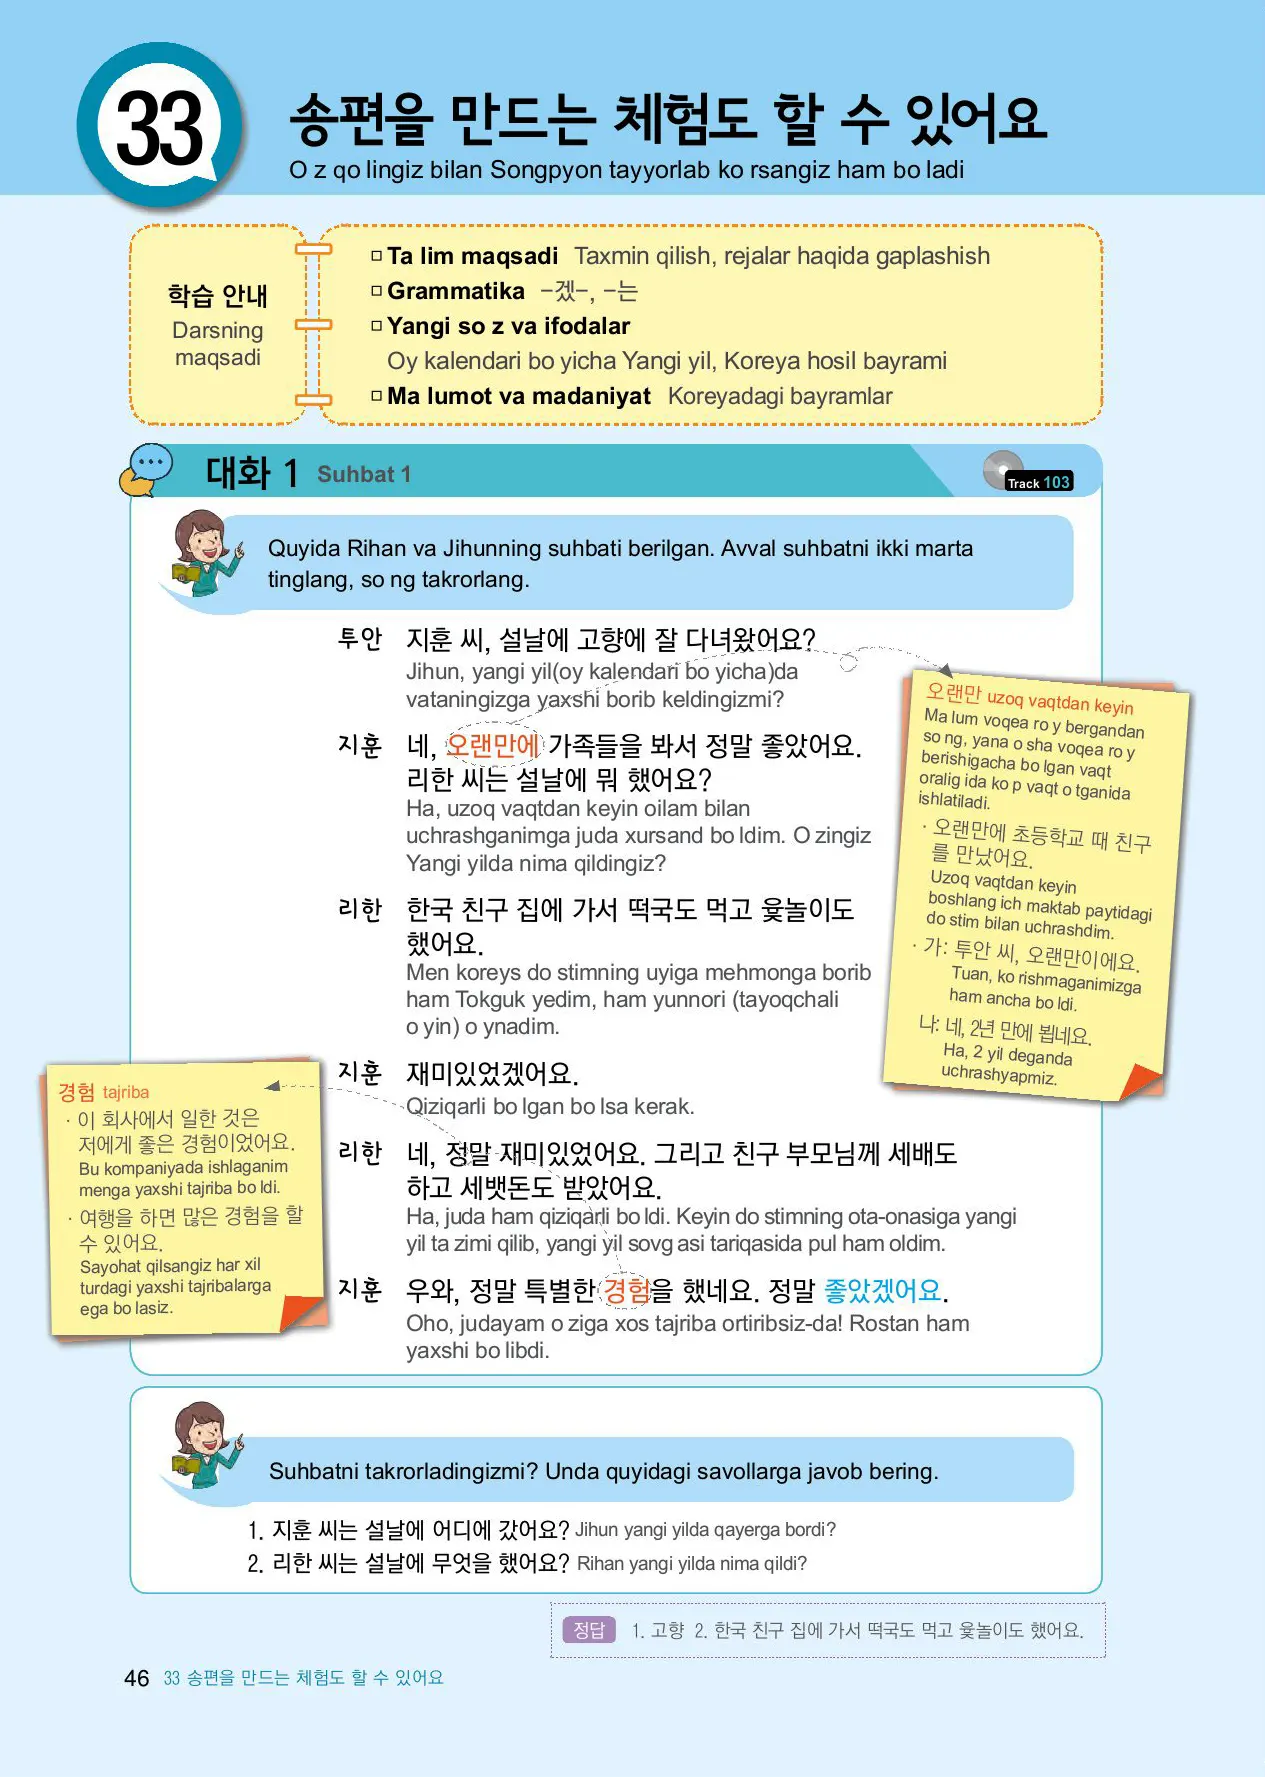 33
송편을 만드는 체험도 할 수 있어요
O z qo lingiz bilan Songpyon tayyorlab ko rsangiz ham bo ladi
학습 안내
Darsning
maqsadi
Ta lim maqsadi Taxmin qilish, rejalar haqida gaplashish
Grammatika -겠-, -는
Yangi so z va ifodalar
Oy kalendari bo yicha Yangi yil, Koreya hosil bayrami
Ma lumot va madaniyat Koreyadagi bayramlar
대화 1 Suhbat 1
Track 103
Quyida Rihan va Jihunning suhbati berilgan. Avval suhbatni ikki marta
tinglang, so ng takrorlang.
투안 지훈 씨, 설날에 고향에 잘 다녀왔어요?
Jihun, yangi yil(oy kalendari bo yicha)da
vataningizga yaxshi borib keldingizmi?
지훈 네, 오랜만에 가족들을 봐서 정말 좋았어요.
리한 씨는 설날에 뭐 했어요?
Ha, uzoq vaqtdan keyin oilam bilan
uchrashganimga juda xursand bo ldim. O zingiz
Yangi yilda nima qildingiz?
리한 한국 친구 집에 가서 떡국도 먹고 윷놀이도
했어요.
Men koreys do stimning uyiga mehmonga borib
ham Tokguk yedim, ham yunnori (tayoqchali
o yin) o ynadim.
지훈 재미있었겠어요.
Qiziqarli bo lgan bo lsa kerak.
리한 네, 정말 재미있었어요. 그리고 친구 부모님께 세배도
하고 세뱃돈도 받았어요.
Ha, juda ham qiziqarli bo ldi. Keyin do stimning ota-onasiga yangi
yil ta zimi qilib, yangi yil sovg asi tariqasida pul ham oldim.
지훈 우와, 정말 특별한 경험을 했네요. 정말 좋았겠어요.
Oho, judayam o ziga xos tajriba ortiribsiz-da! Rostan ham
yaxshi bo libdi.
오랜만 uzoq vaqtdan keyin
Ma lum voqea ro y bergandan
so ng, yana o sha voqea ro y
berishigacha bo lgan vaqt
oralig ida ko p vaqt o tganida
ishlatiladi.
· 오랜만에 초등학교 때 친구
를 만났어요.
Uzoq vaqtdan keyin
boshlang ich maktab paytidagi
do stim bilan uchrashdim.
· 가: 투안 씨, 오랜만이에요.
Tuan, ko rishmaganimizga
ham ancha bo ldi.
나: 네, 2년 만에 뵙네요.
Ha, 2 yil deganda
uchrashyapmiz.
경험 tajriba
· 이 회사에서 일한 것은
저에게 좋은 경험이었어요.
Bu kompaniyada ishlaganim
menga yaxshi tajriba bo ldi.
· 여행을 하면 많은 경험을 할
수 있어요.
Sayohat qilsangiz har xil
turdagi yaxshi tajribalarga
ega bo lasiz.
Suhbatni takrorladingizmi? Unda quyidagi savollarga javob bering.
1. 지훈 씨는 설날에 어디에 갔어요? Jihun yangi yilda qayerga bordi?
2. 리한 씨는 설날에 무엇을 했어요? Rihan yangi yilda nima qildi?
정답 1. 고향 2. 한국 친구 집에 가서 떡국도 먹고 윷놀이도 했어요.
46 33 송편을 만드는 체험도 할 수 있어요